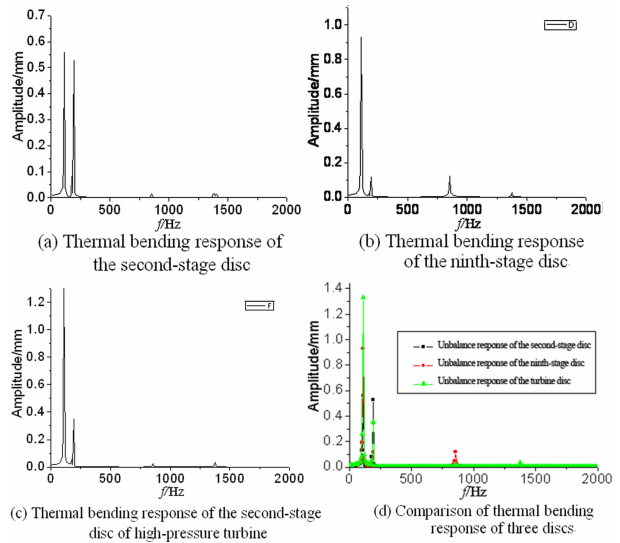 0.7
0.6
0.5
0.4
0.3
0.2
0.1
0.0
Amplitude/mm
0 500 1000 1500 2000
f/Hz
(a) Thermal bending response of
the second-stage disc
1.0
0.8
0.6
0.4
0.2
0.0
Amplitude/mm
D
0 500 1000 1500 2000
f/Hz
(b) Thermal bending response
of the ninth-stage disc
1.2
1.0
0.8
0.6
0.4
0.2
0.0
Amplitude/mm
F
0 500 1000 1500 2000
f/Hz
(c) Thermal bending response of the second-stage
disc of high-pressure turbine
1.4
1.2
1.0
0.8
0.6
0.4
0.2
0.0
Amplitude/mm
Unbalance response of the second-stage disc
Unbalance response of the ninth-stage disc
Unbalance response of the turbine disc
0 500 1000 1500 2000
f/Hz
(d) Comparison of thermal bending
response of three discs